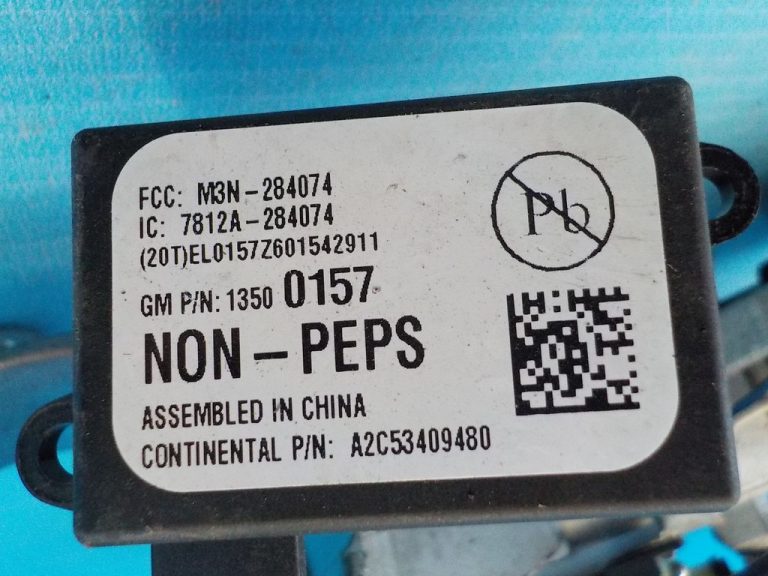 FCC: M3N-284074
IC: 7812A-284074
(20T)EL0157Z601542911
GM P/N: 1350 0157
NON-PEPS
ASSEMBLED IN CHINA
CONTINENTAL P/N: A2C53409480
Pb